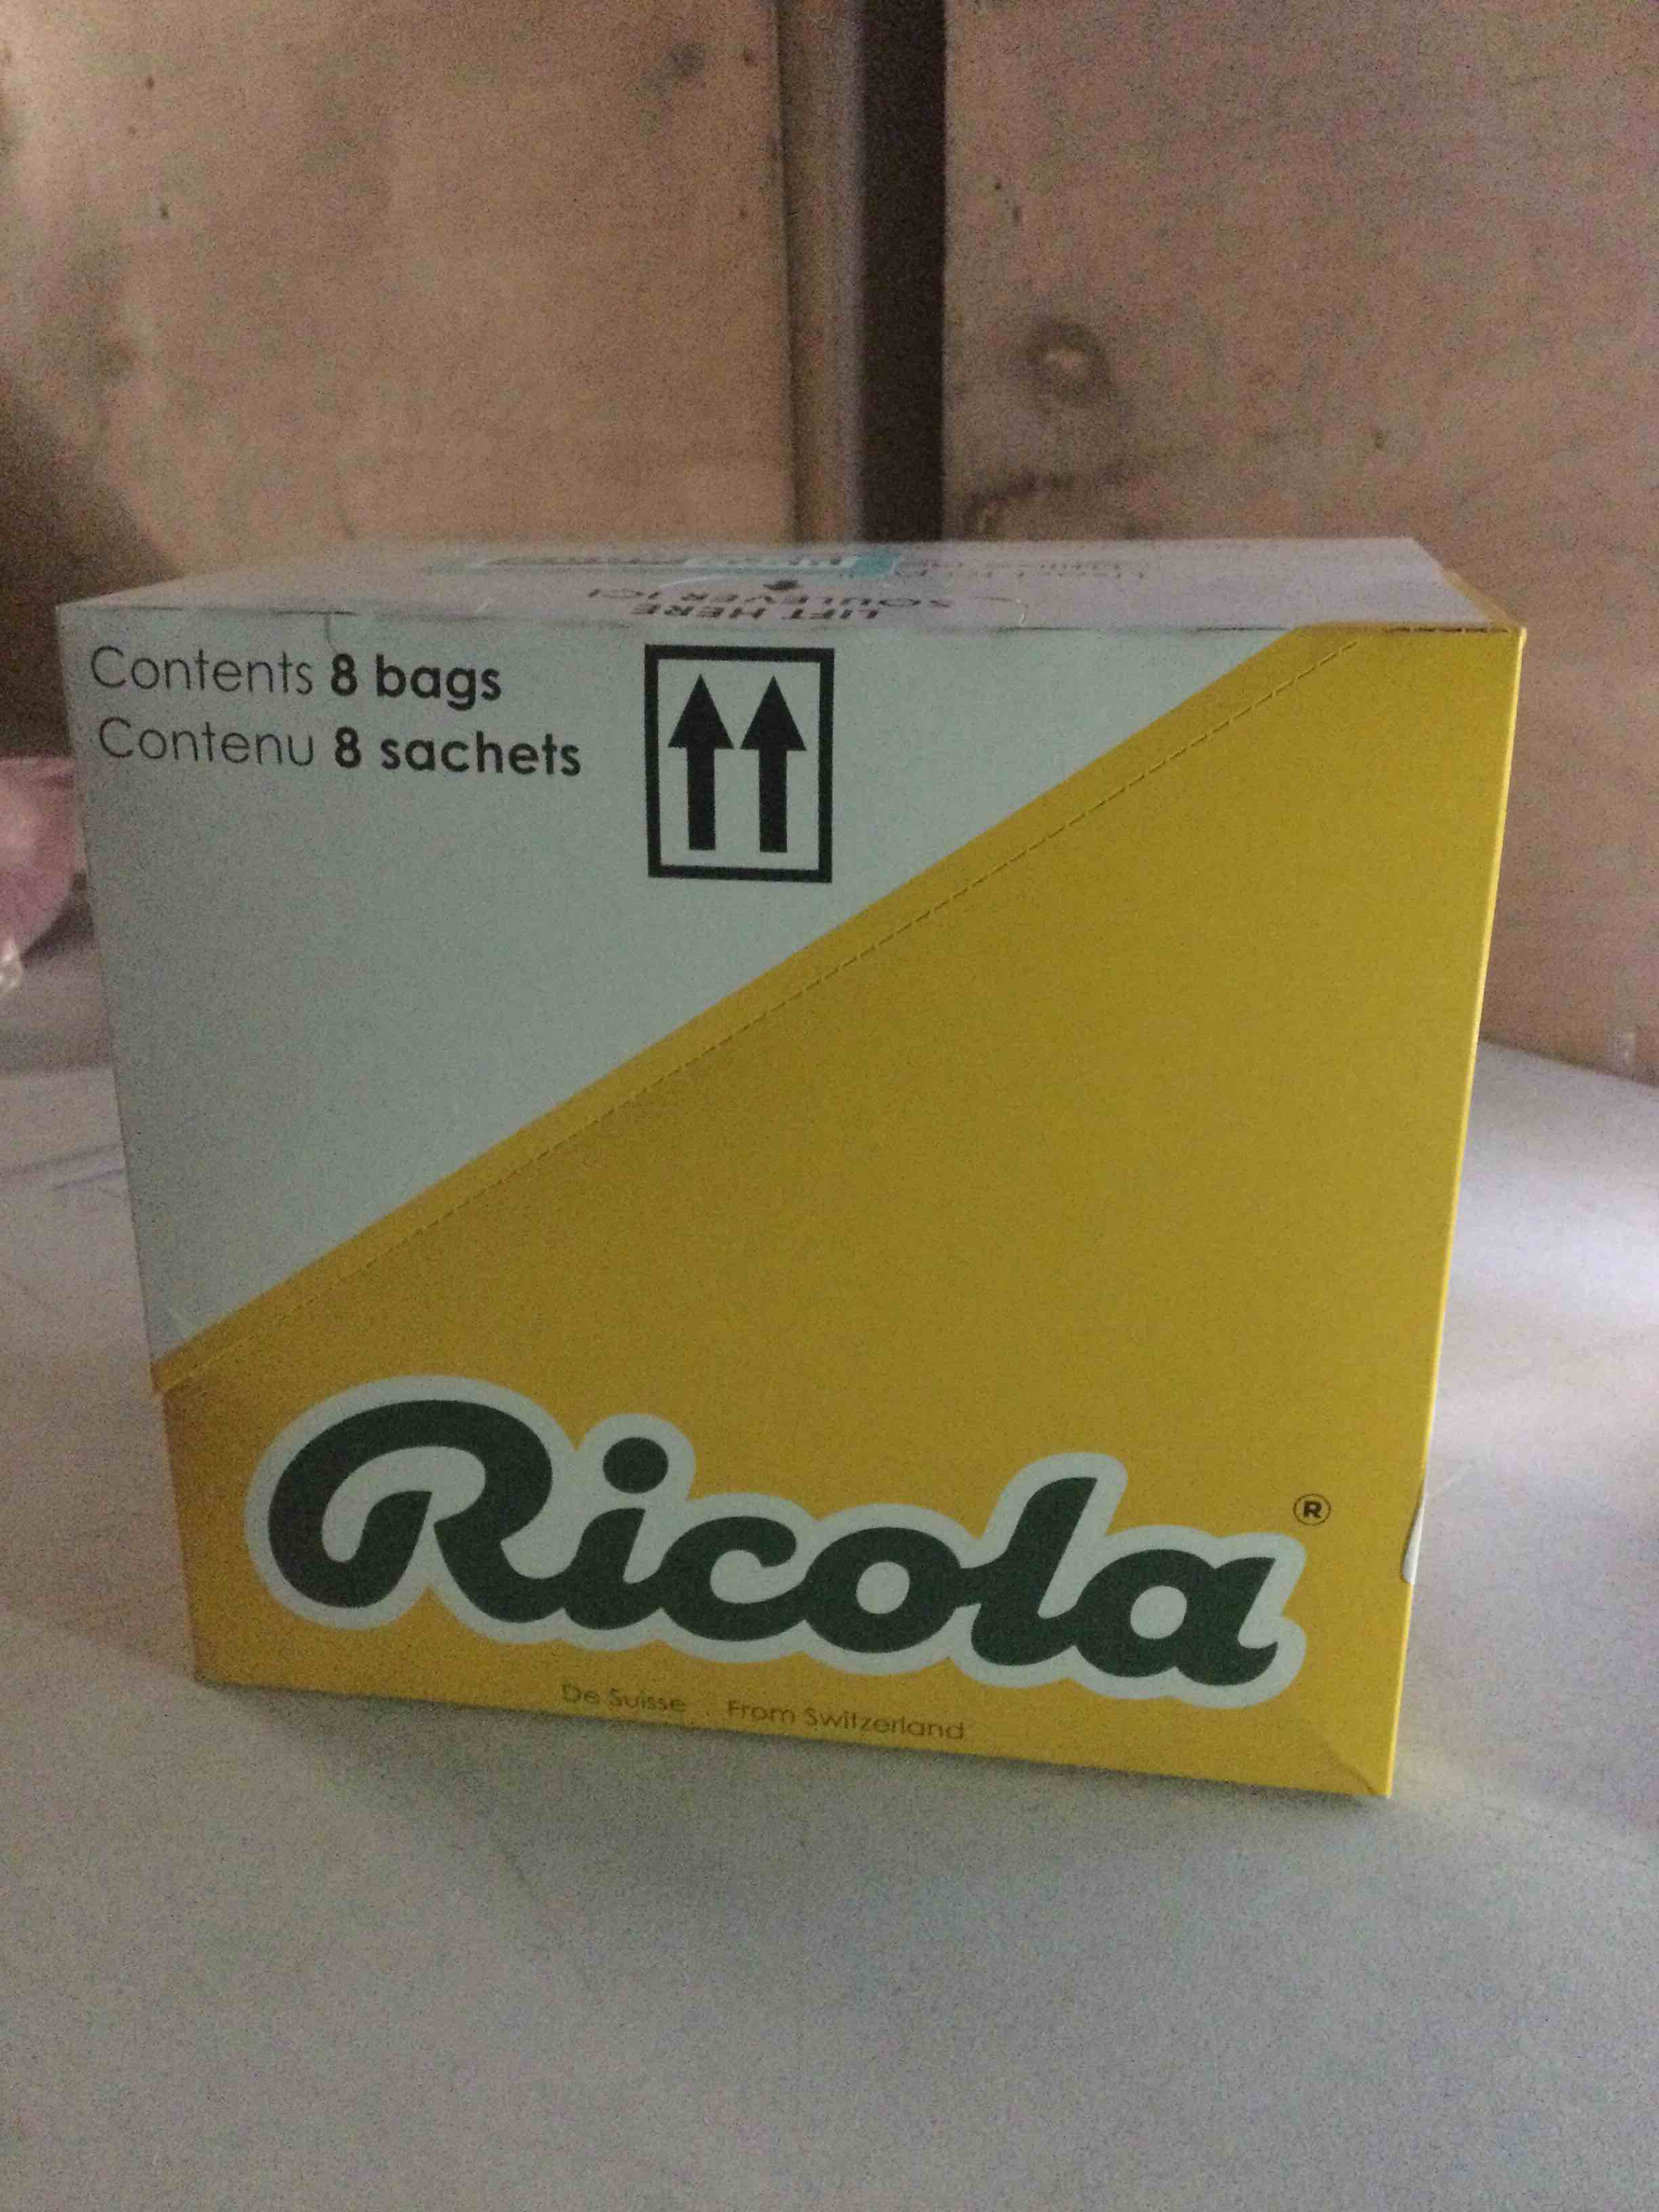 LIFT HERE
SOULEVER ICI
Contents 8 bags
Contenu 8 sachets
Ricola®
De Suisse . From Switzerland